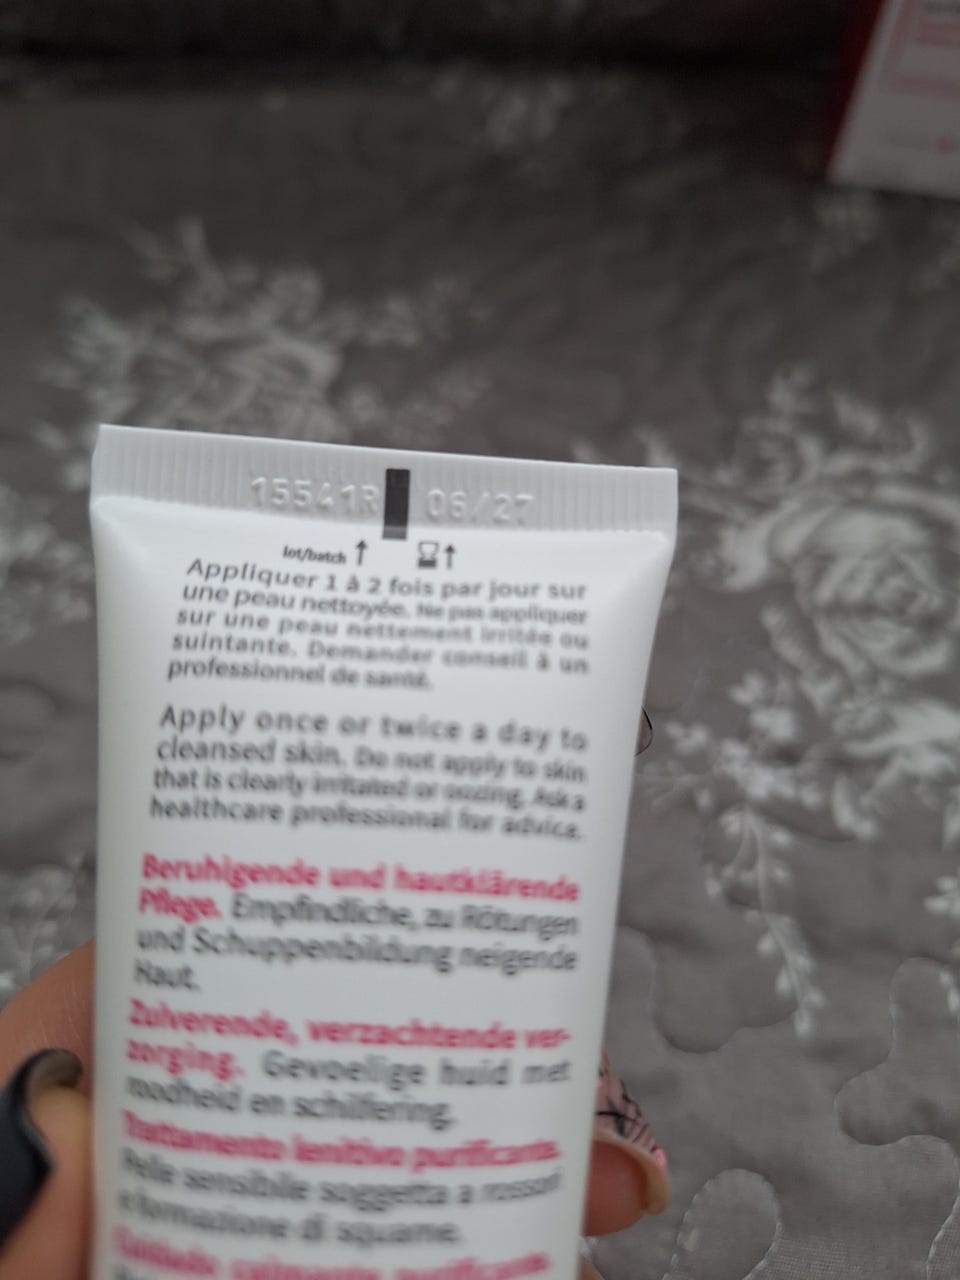 15541R 06/27
lot/batch
Appliquer 1 à 2 fois par jour sur
une peau nettoyée. Ne pas appliquer
sur une peau nettement irritée ou
suintante. Demander conseil à un
professionnel de santé.
Apply once or twice a day to
cleansed skin. Do not apply to skin
that is clearly irritated or oozing. Ask a
healthcare professional for advice.
Beruhigende und hautklärende
Pflege. Empfindliche, zu Rötungen
und Schuppenbildung neigende
Haut.
Zuiverende, verzachtende ver-
zorging. Gevoelige huid met
roodheid en schilfering.
Trattamento lenitivo purificante.
Pelle sensibile soggetta a rossori
a formazione di squame.
Cuidado calmante purificante.